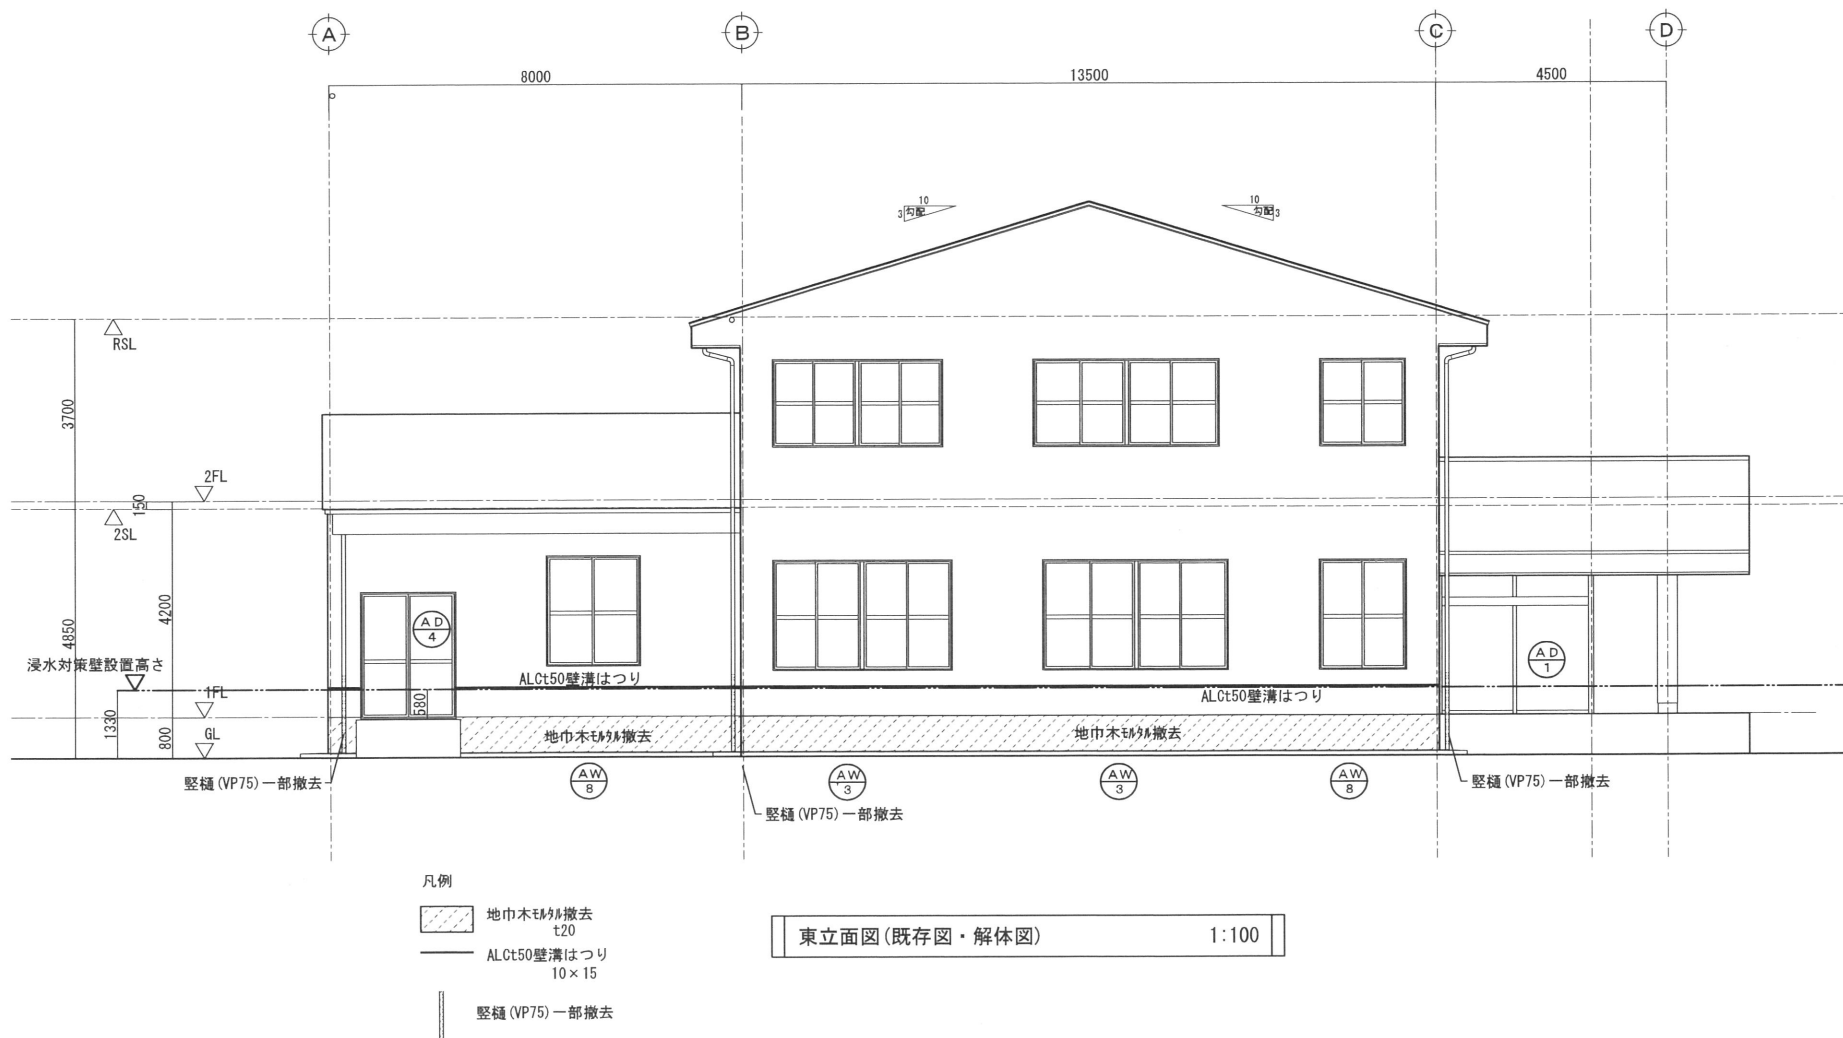 A B C D
8000 13500 4500
10 10
3 勾配 勾配 3
RSL
3700
2FL
150
2SL
4200
4850
AD
4
浸水対策壁設置高さ
ALCt50壁溝はつり
AD
1
1FL
580
ALCt50壁溝はつり
1330
800
GL
地巾木ﾓﾙﾀﾙ撤去
地巾木ﾓﾙﾀﾙ撤去
竪樋(VP75)一部撤去
AW
8
AW
3
AW
3
AW
8
竪樋(VP75)一部撤去
竪樋(VP75)一部撤去
凡例
地巾木ﾓﾙﾀﾙ撤去
t20
東立面図(既存図・解体図) 1:100
ALCt50壁溝はつり
10×15
竪樋(VP75)一部撤去